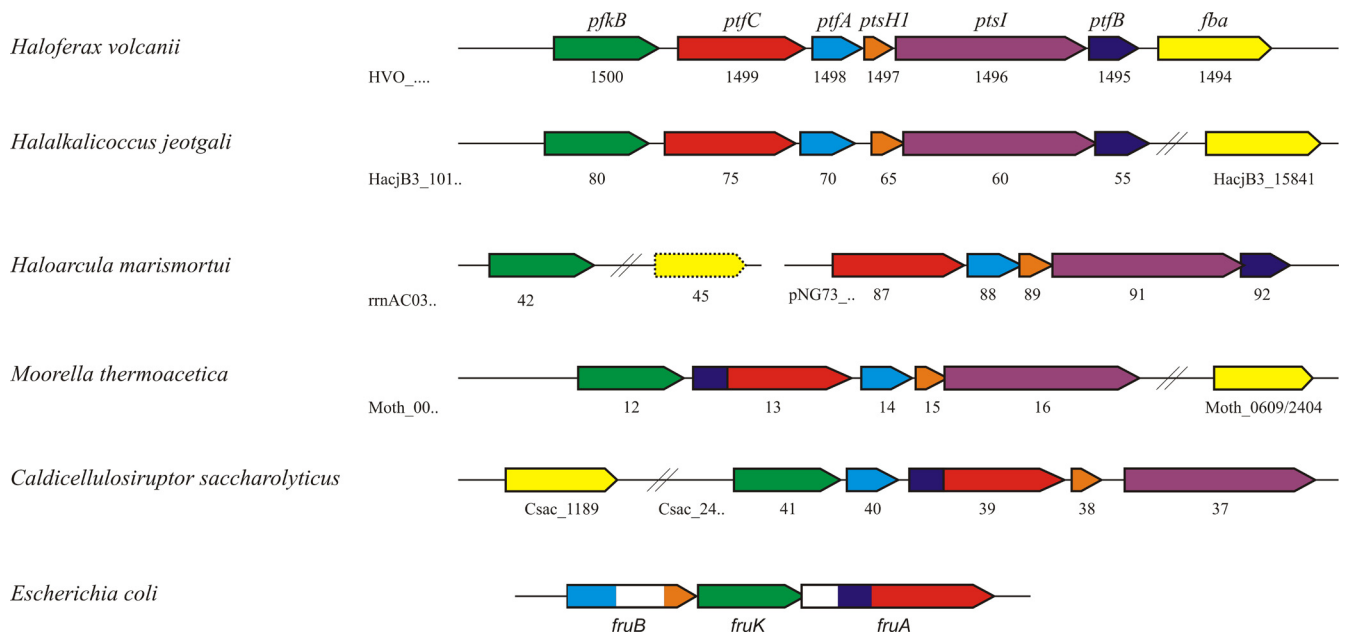 pfkB ptfC ptfA ptsH1 ptsI ptfB fba
Haloferax volcanii
HVO_.... 1500 1499 1498 1497 1496 1495 1494
Halalkalicoccus jeotgali
HacjB3_101.. 80 75 70 65 60 55 HacjB3_15841
Haloarcula marismortui
rrnAC03.. 42 45 pNG73_.. 87 88 89 91 92
Moorella thermoacetica
Moth_00.. 12 13 14 15 16 Moth_0609/2404
Caldicellulosiruptor saccharolyticus
Csac_1189 Csac_24.. 41 40 39 38 37
Escherichia coli
fruB fruK fruA